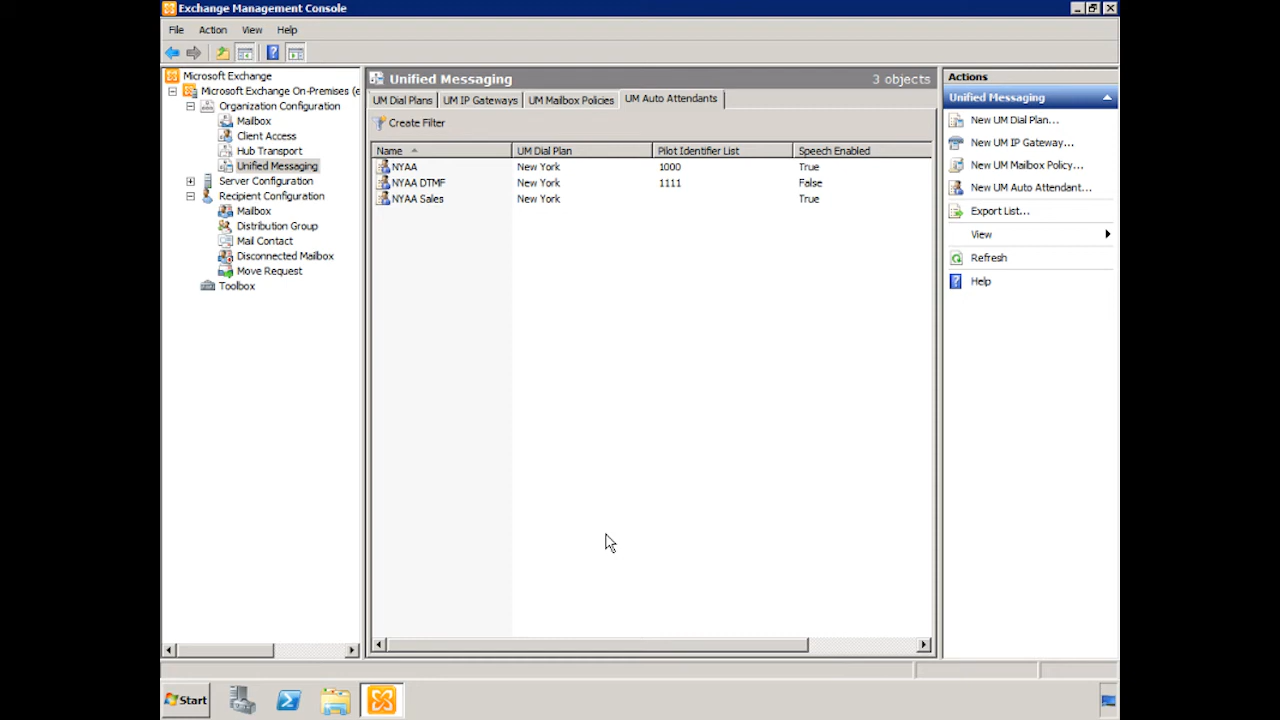 Exchange Management Console
File Action View Help
Microsoft Exchange
Microsoft Exchange On-Premises (e
Organization Configuration
Mailbox
Client Access
Hub Transport
Unified Messaging
Server Configuration
Recipient Configuration
Mailbox
Distribution Group
Mail Contact
Disconnected Mailbox
Move Request
Toolbox
Unified Messaging 3 objects
UM Dial Plans UM IP Gateways UM Mailbox Policies UM Auto Attendants
Create Filter
Name UM Dial Plan Pilot Identifier List Speech Enabled
NYAA New York 1000 True
NYAA DTMF New York 1111 False
NYAA Sales New York True
Actions
Unified Messaging
New UM Dial Plan...
New UM IP Gateway...
New UM Mailbox Policy...
New UM Auto Attendant...
Export List...
View
Refresh
Help
Start